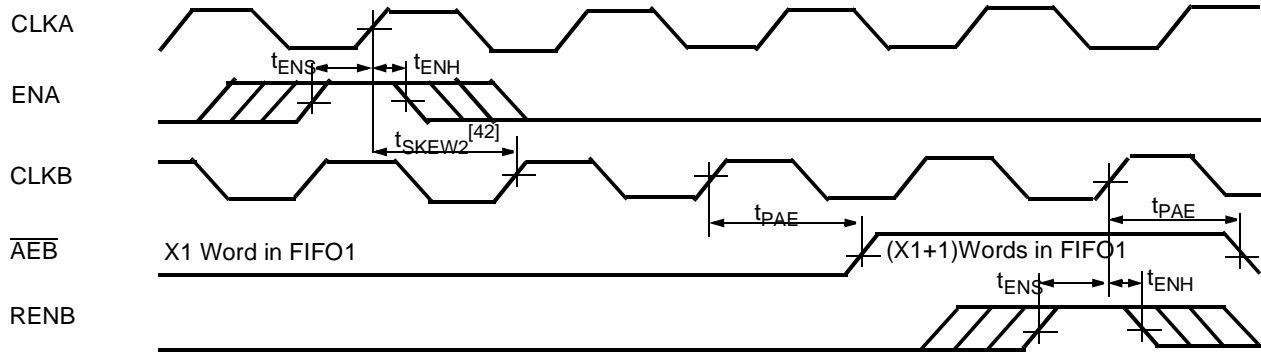 CLKA
tENS
tENH
ENA
tSKEW2[42]
CLKB
tPAE
tPAE
AEB
X1 Word in FIFO1
(X1+1)Words in FIFO1
tENS
tENH
RENB